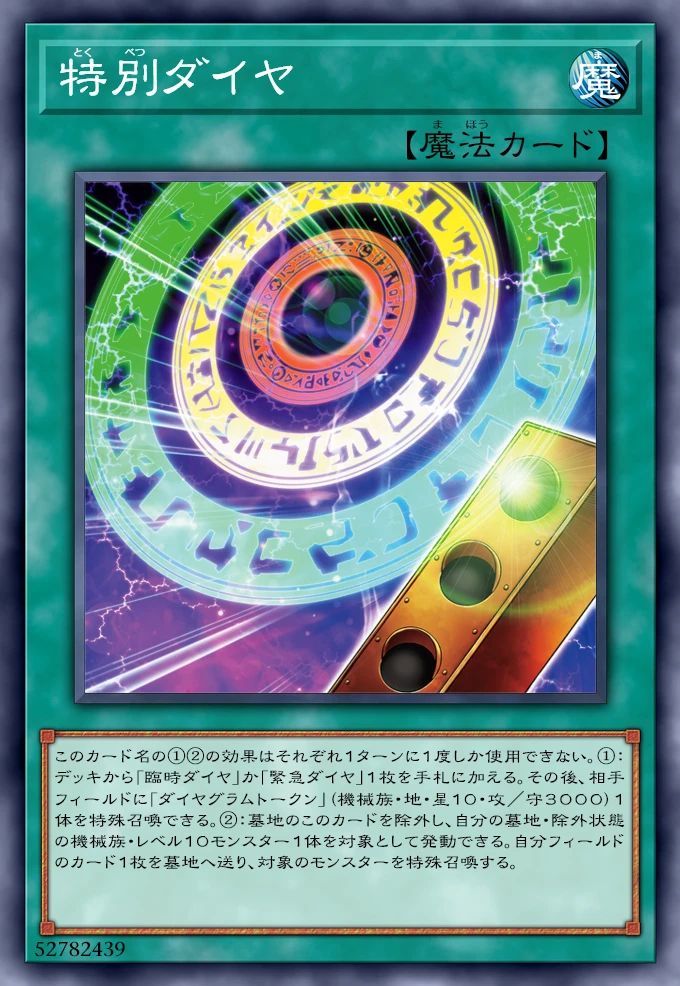 とく べつ
特別ダイヤ
魔
ま
ま ほう
【魔法カード】
このカード名の①②の効果はそれぞれ1ターンに1度しか使用できない。①：
デッキから「臨時ダイヤ」か「緊急ダイヤ」1枚を手札に加える。その後、相手
フィールドに「ダイヤグラムトークン」(機械族・地・星10・攻／守3000)1
体を特殊召喚できる。②：墓地のこのカードを除外し、自分の墓地・除外状態
の機械族・レベル10モンスター1体を対象として発動できる。自分フィールド
のカード1枚を墓地へ送り、対象のモンスターを特殊召喚する。
52782439